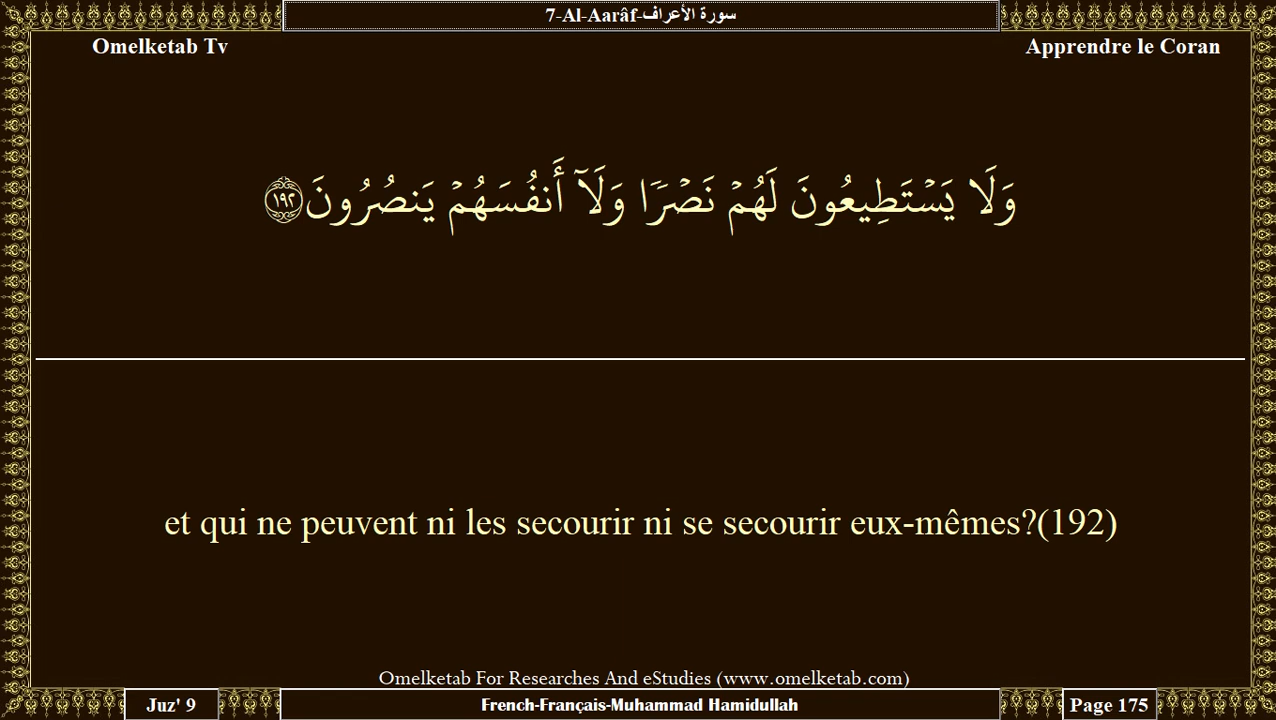 7-Al-Aarâf-سورة الأعراف
Omelketab Tv
Apprendre le Coran
وَلَا يَسۡتَطِيعُونَ لَهُمۡ نَصۡرٗا وَلَآ أَنفُسَهُمۡ يَنصُرُونَ ١٩٢
et qui ne peuvent ni les secourir ni se secourir eux-mêmes?(192)
Omelketab For Researches And eStudies (www.omelketab.com)
Juz' 9
French-Français-Muhammad Hamidullah
Page 175